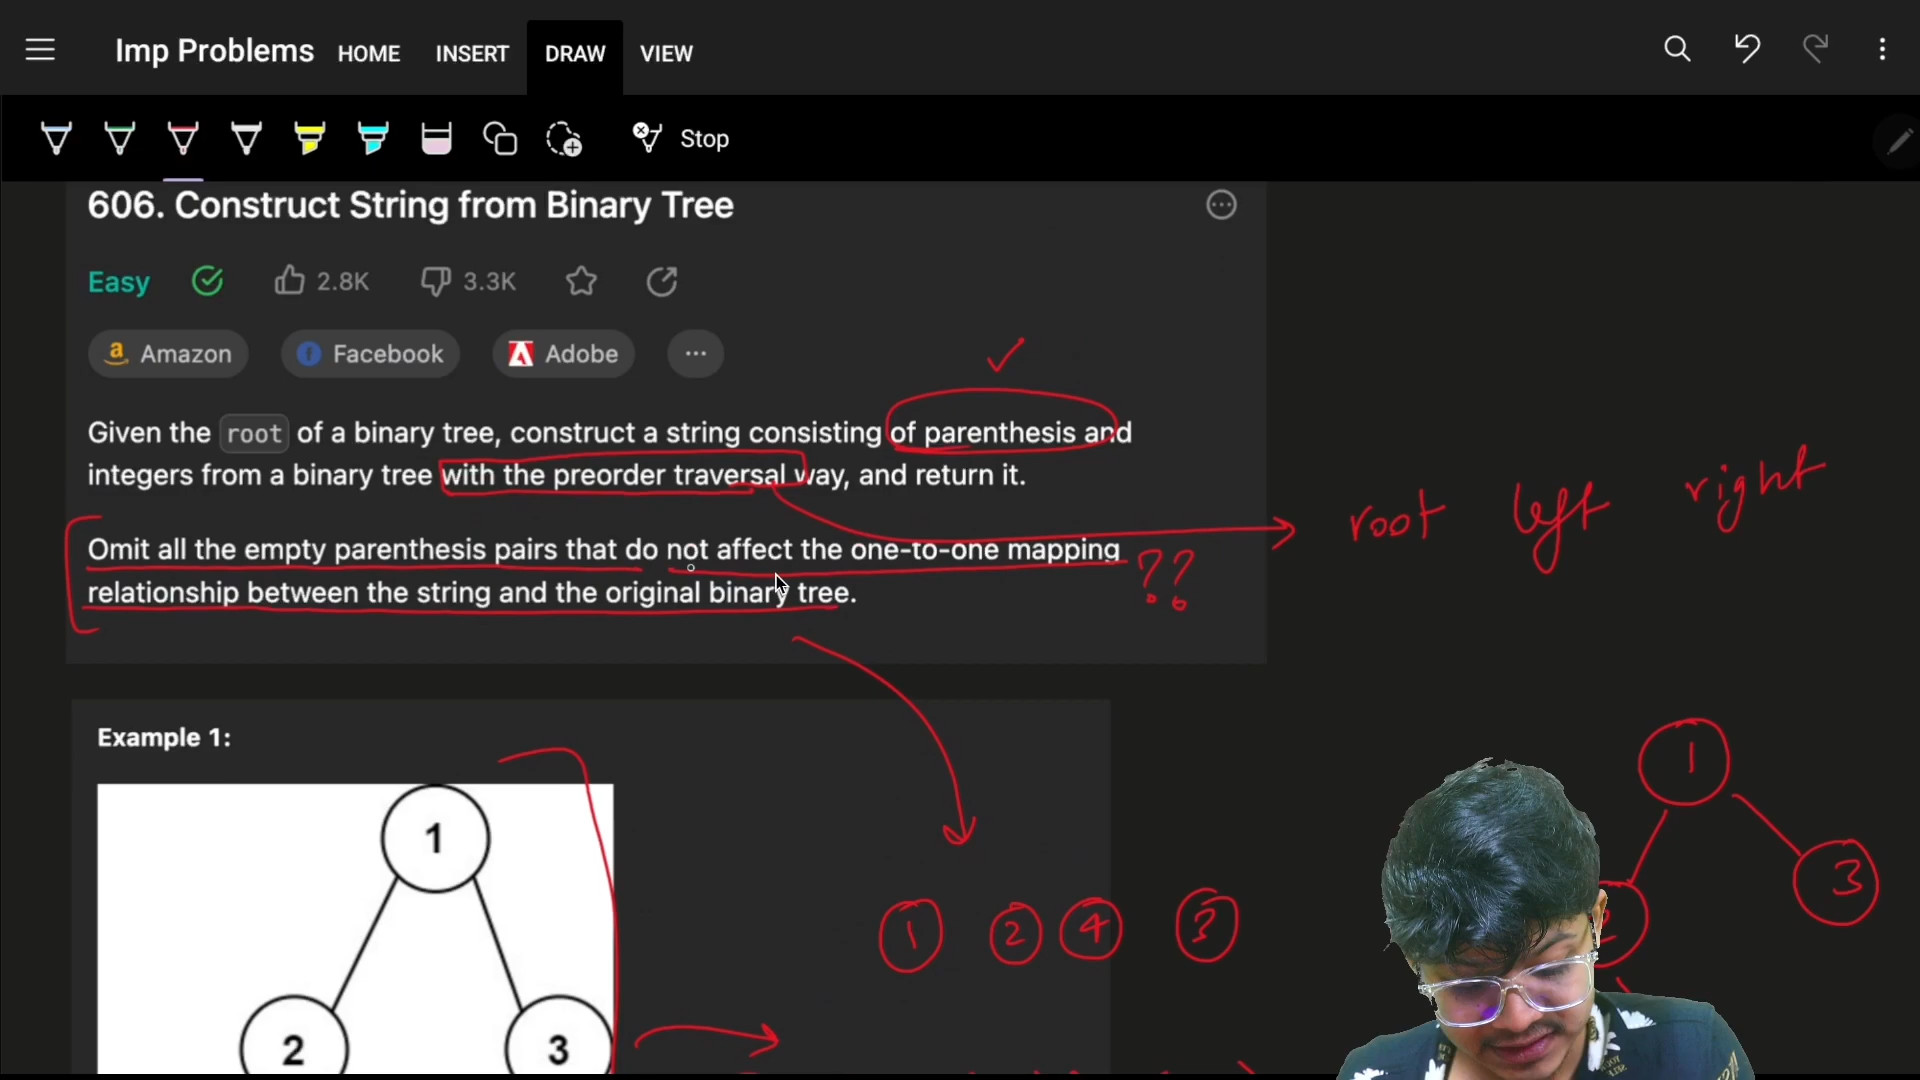 Imp Problems HOME INSERT DRAW VIEW
Stop
606. Construct String from Binary Tree
Easy 2.8K 3.3K
a Amazon Facebook Adobe ...
Given the root of a binary tree, construct a string consisting of parenthesis and
integers from a binary tree with the preorder traversal way, and return it.
root left right
Omit all the empty parenthesis pairs that do not affect the one-to-one mapping
relationship between the string and the original binary tree.
??
Example 1:
1
2 3
1 2 4 3
1
3